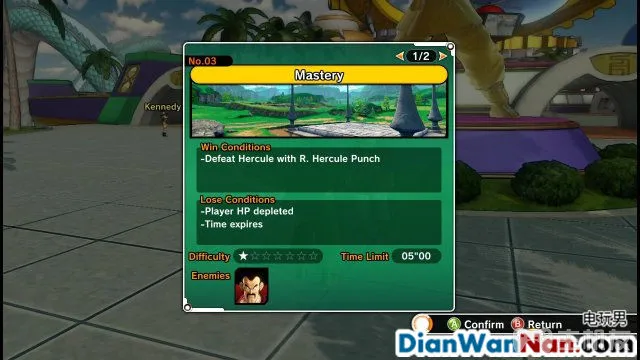 No.03
1/2
Mastery
Kennedy
Win Conditions
-Defeat Hercule with R. Hercule Punch
Lose Conditions
-Player HP depleted
-Time expires
Difficulty ★☆☆☆☆☆☆ Time Limit 05"00
Enemies
电玩男
A Confirm B Return
DianWanNan.com